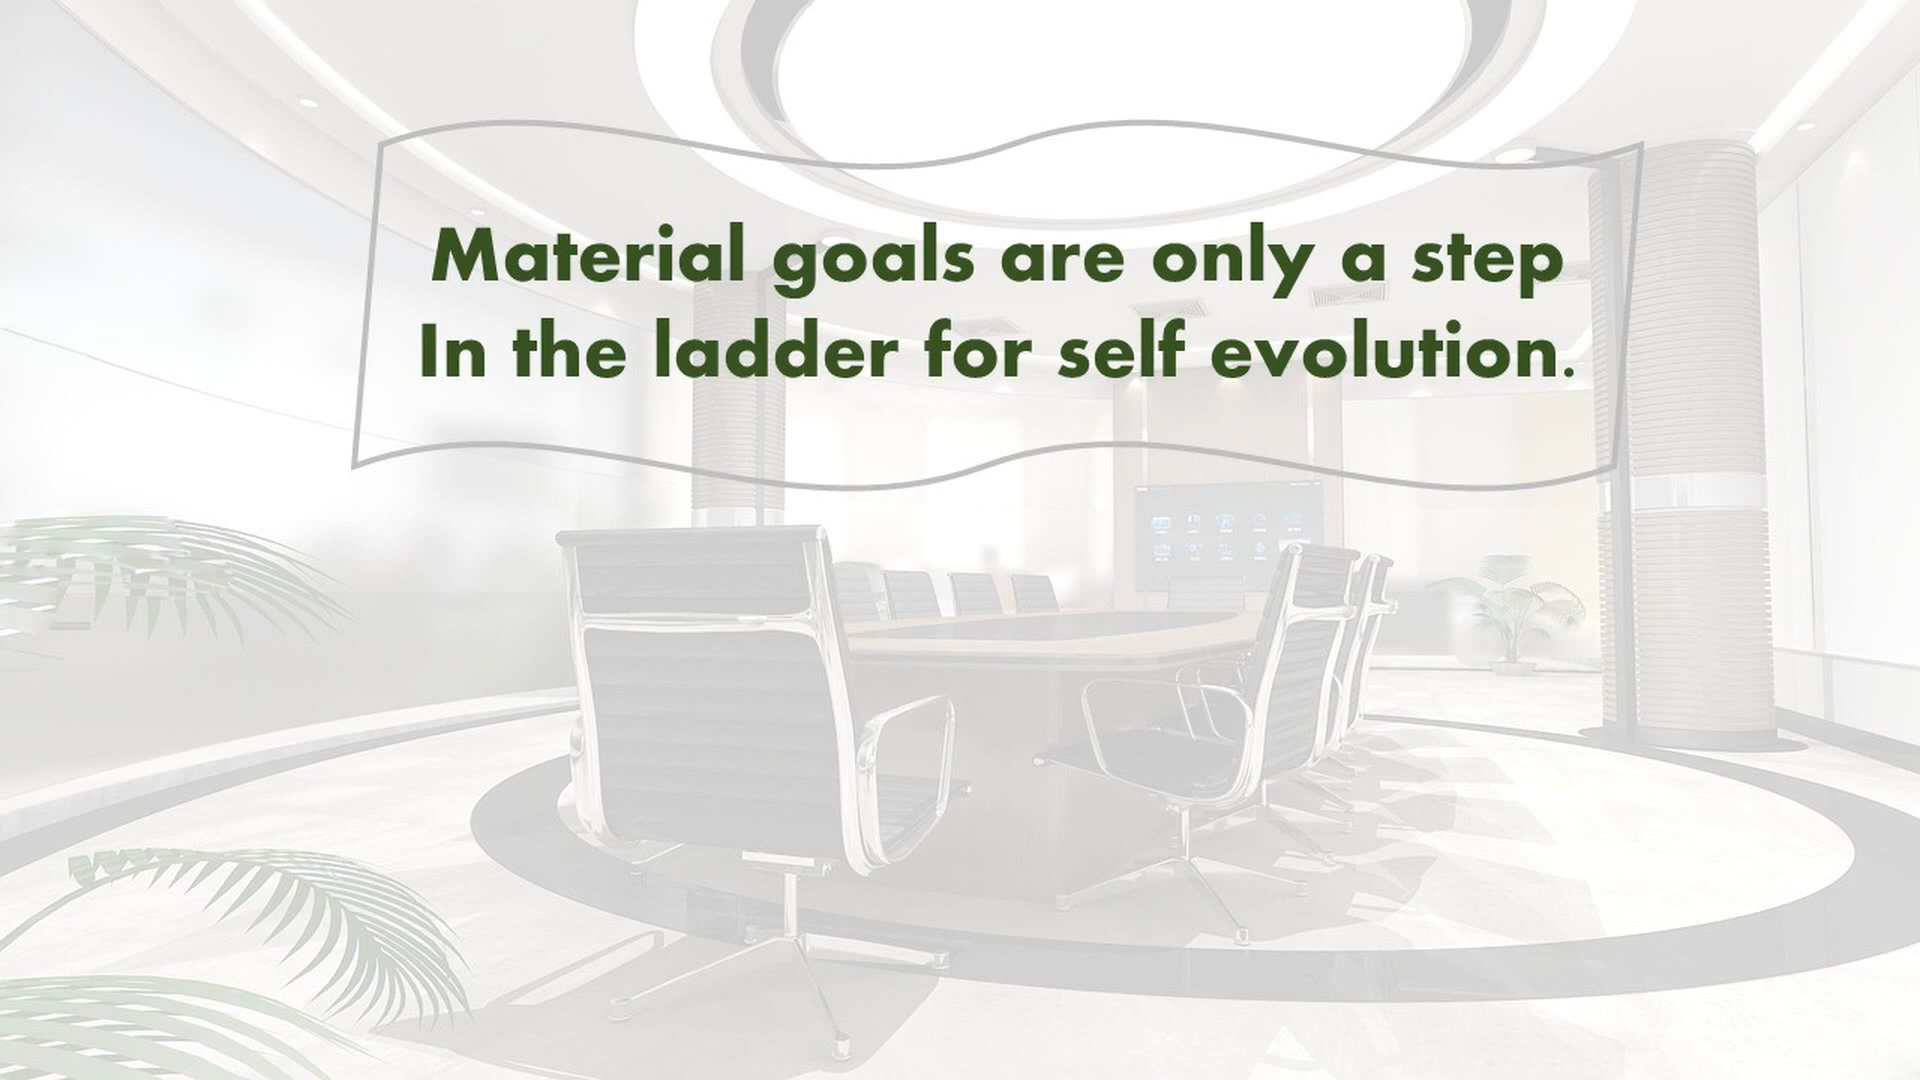 Material goals are only a step
In the ladder for self evolution.